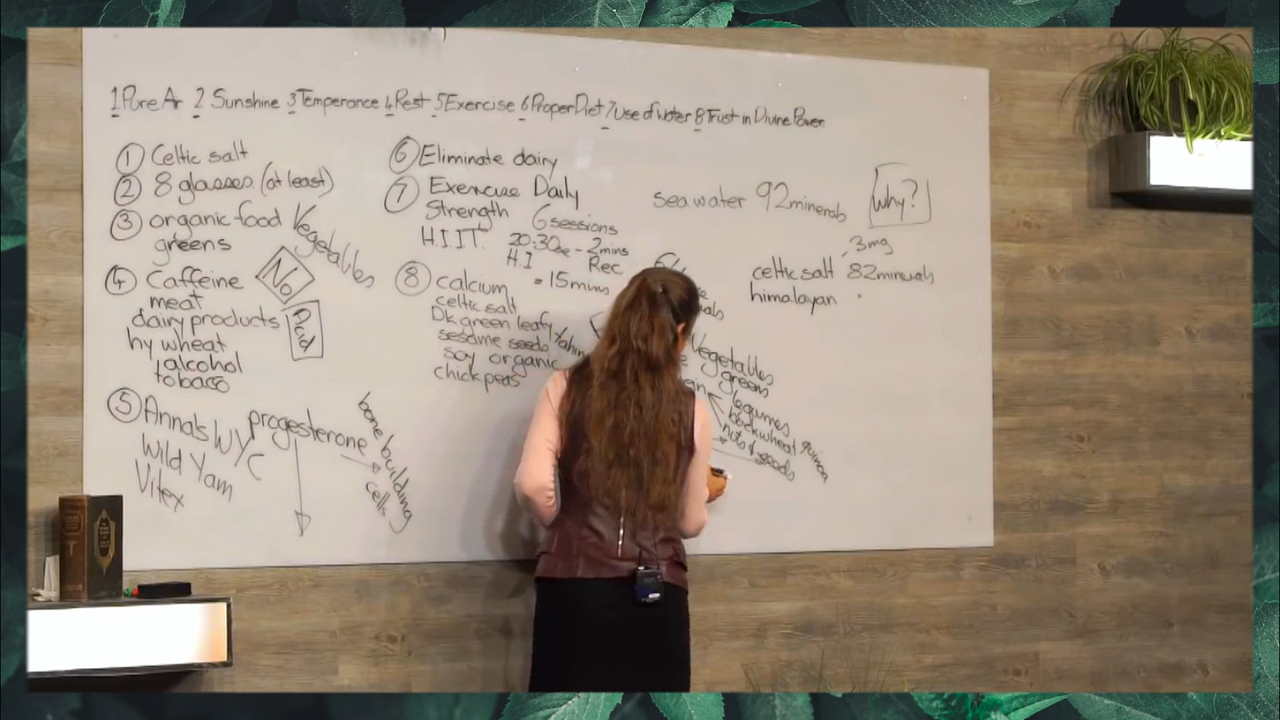 1 Pure Air 2 Sunshine 3 Temperance 4 Rest 5 Exercise 6 Proper Diet 7 Use of Water 8 Trust in Divine Power
① Celtic salt
② 8 glasses (at least)
③ organic food Vegetables
greens
④ Caffeine
No
meat
dairy products
Acid
hy wheat
alcohol
tobaco
⑤ Anna's WYC
progesterone
Wild Yam
Vitex
bone building
cells
⑥ Eliminate dairy
⑦ Exercise Daily
Strength 6 sessions
H.I.I.T. 20-30sec - 2mins
H.I Rec
= 15mins
⑧ calcium
celtic salt
Dk green leafy
sesame seeds
soy organic
chickpeas
sea water 92 minerals
Why?
3mg
celtic salt 82 minerals
himalayan
Vegetables
greens
legumes
buckwheat quinoa
nuts & seeds